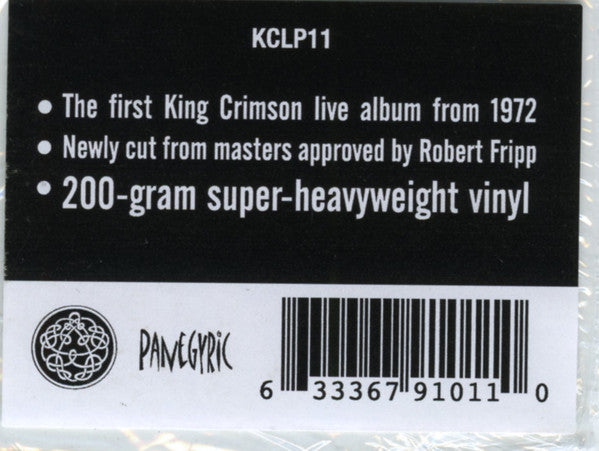 KCLP11
• The first King Crimson live album from 1972
• Newly cut from masters approved by Robert Fripp
• 200-gram super-heavyweight vinyl
PANEGYRIC
6 33367 91011 0